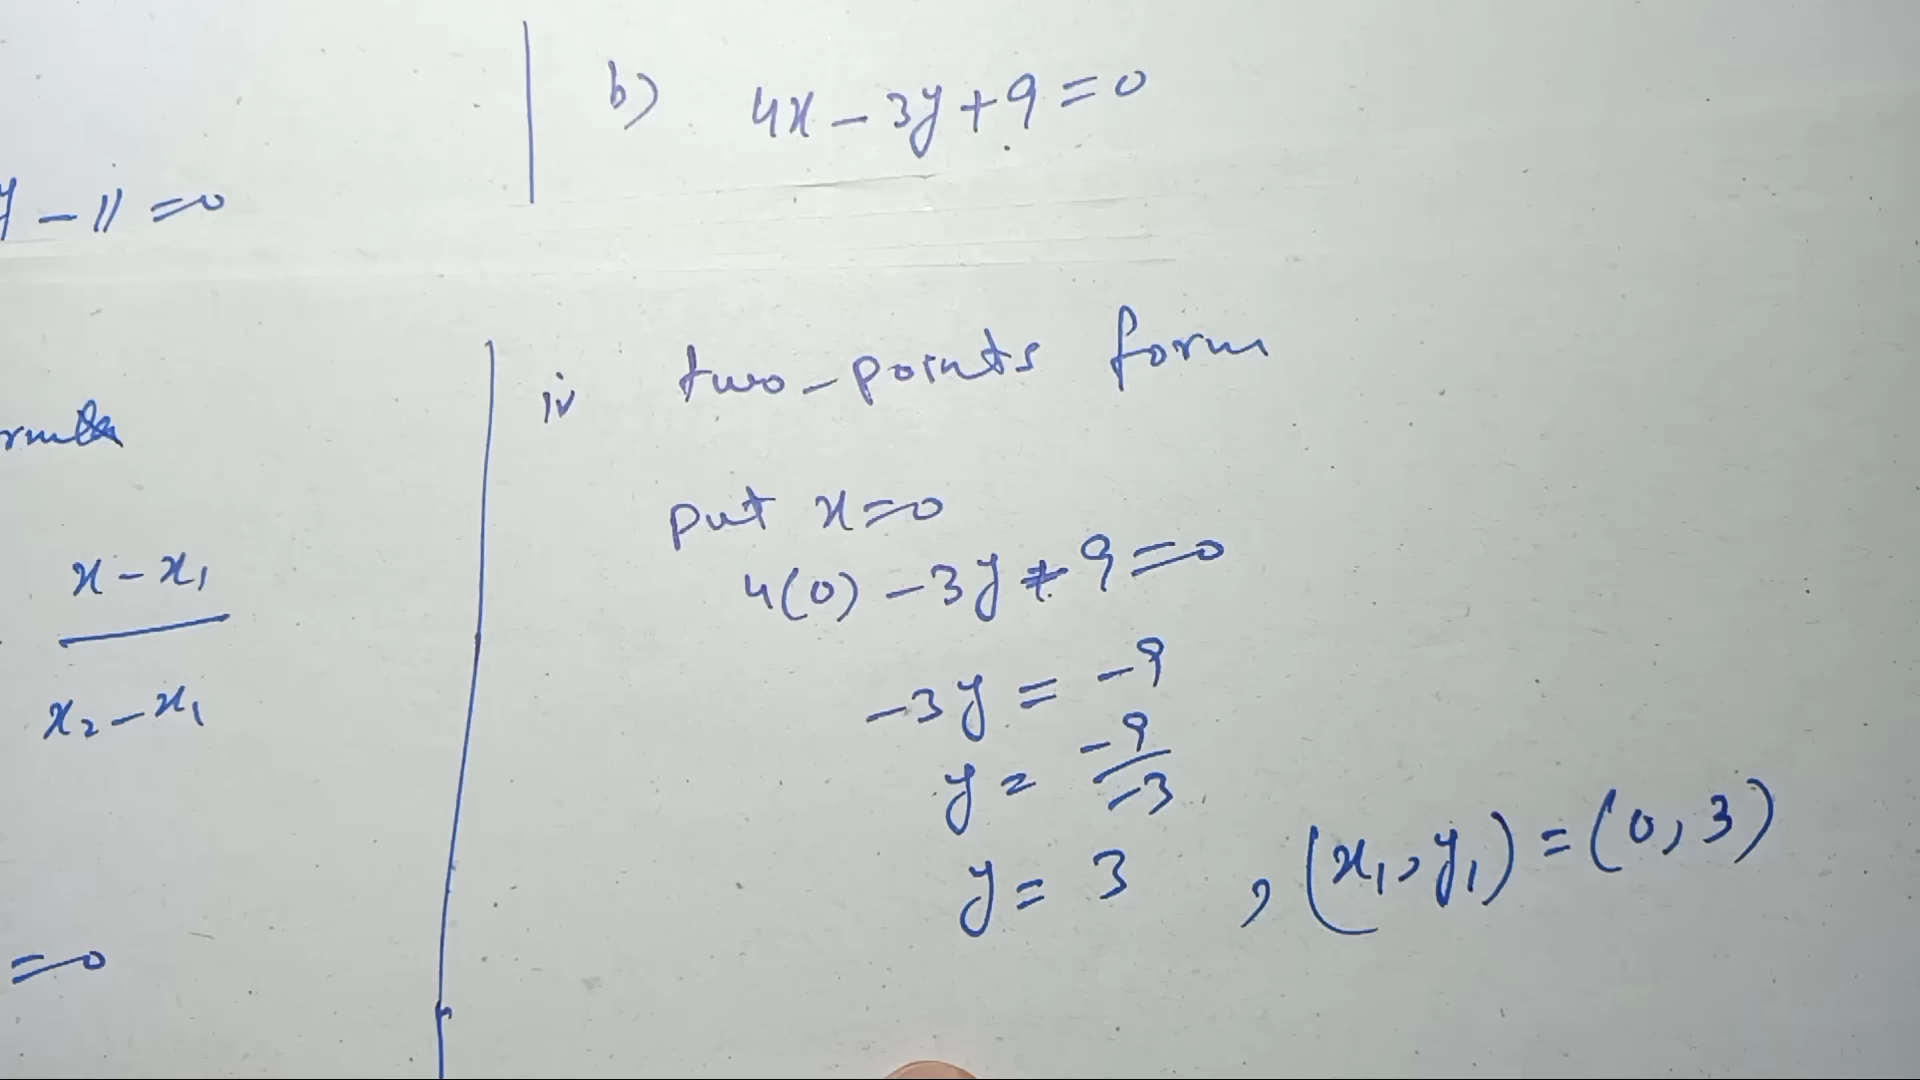 y - 11 = 0
x - x₁
x₂ - x₁
= 0
b) 4x - 3y + 9 = 0
iv two-points form
put x = 0
4(0) - 3y + 9 = 0
-3y = -9
y = -9/-3
y = 3 , (x₁, y₁) = (0, 3)